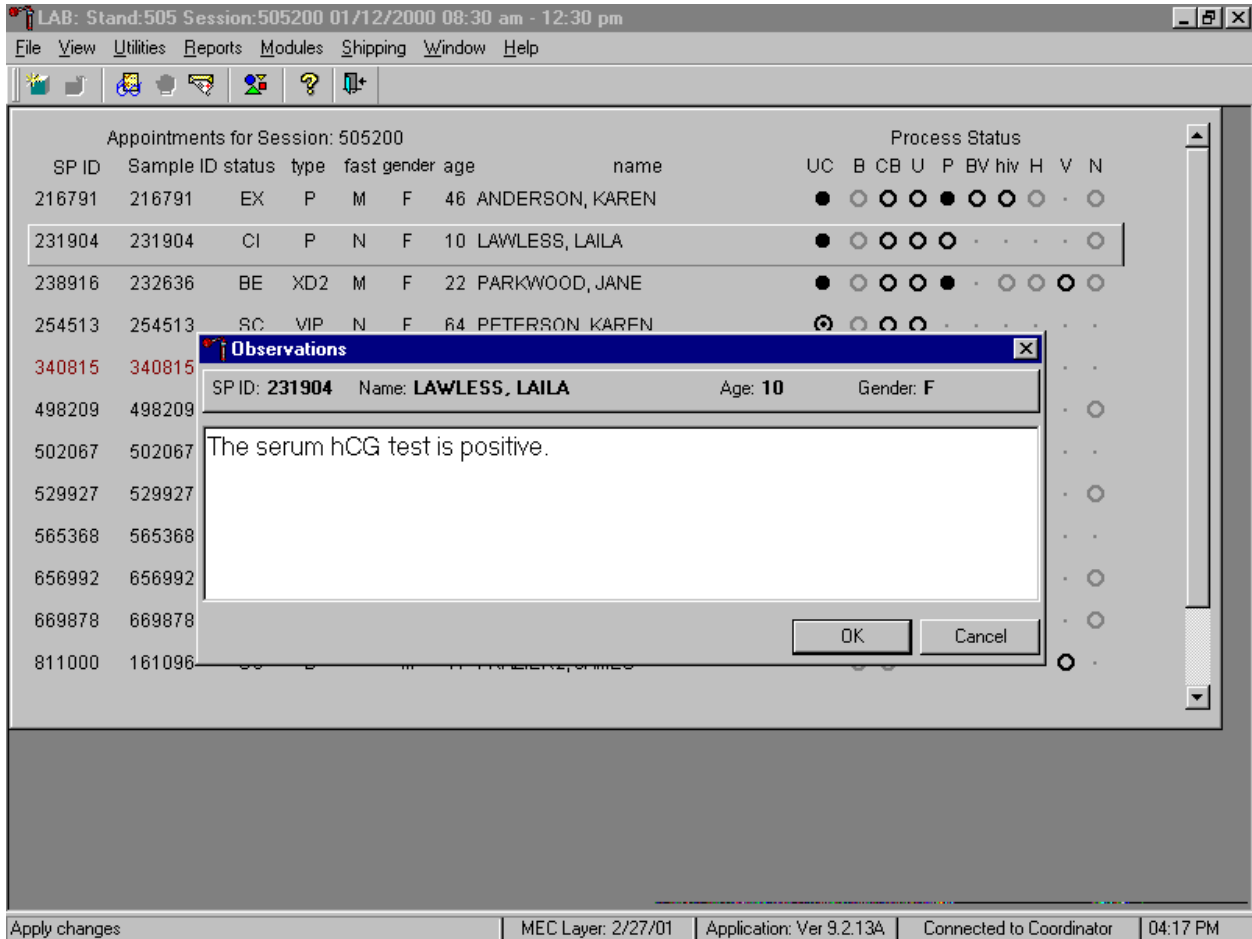 LAB: Stand:505 Session:505200 01/12/2000 08:30 am - 12:30 pm
File View Utilities Reports Modules Shipping Window Help
Appointments for Session: 505200 Process Status
SP ID Sample ID status type fast gender age name UC B CB U P BV hiv H V N
216791 216791 EX P M F 46 ANDERSON, KAREN
231904 231904 CI P N F 10 LAWLESS, LAILA
238916 232636 BE XD2 M F 22 PARKWOOD, JANE
254513 254513 SC VIP N F 64 PETERSON, KAREN
Observations
340815 340815
SP ID: 231904 Name: LAWLESS, LAILA Age: 10 Gender: F
498209 498209
The serum hCG test is positive.
502067 502067
529927 529927
565368 565368
656992 656992
669878 669878
OK Cancel
811000 161096
Apply changes MEC Layer: 2/27/01 Application: Ver 9.2.13A Connected to Coordinator 04:17 PM